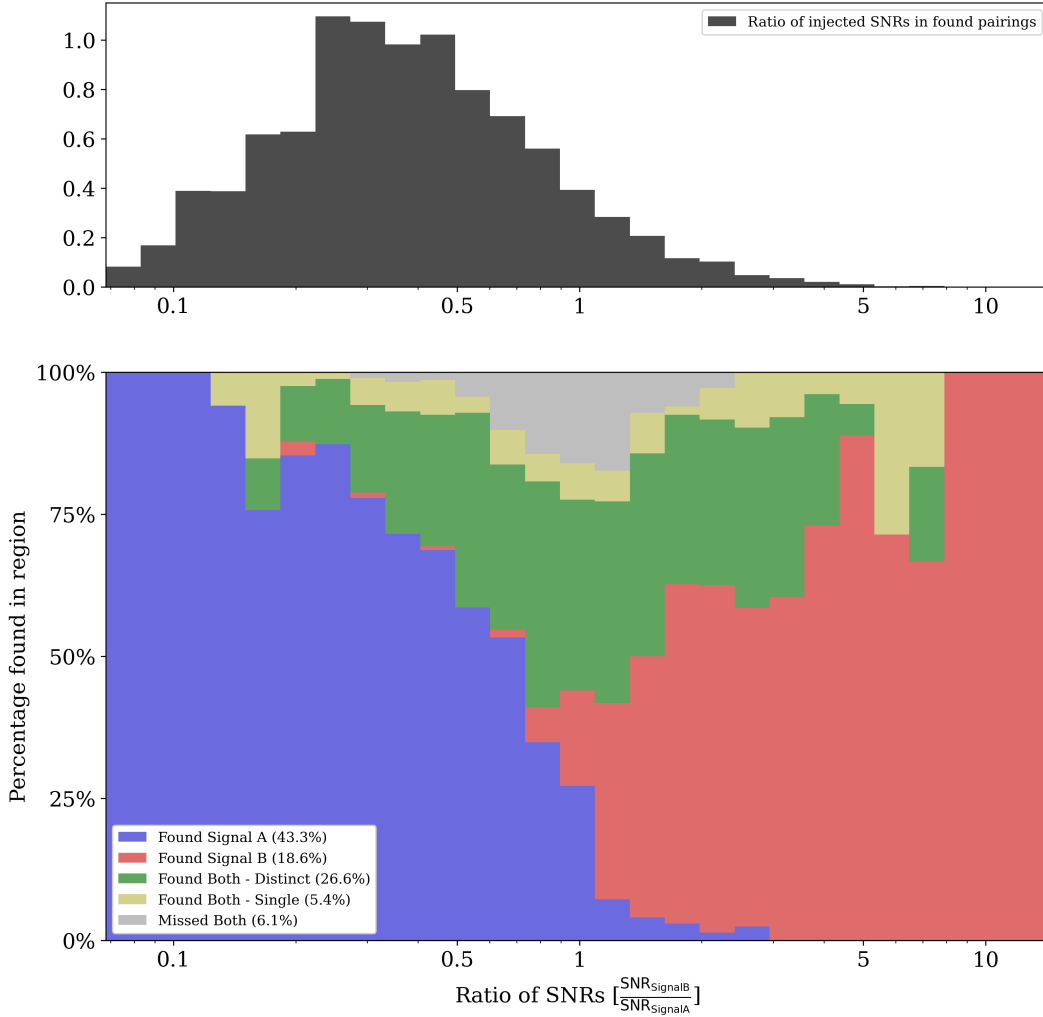 Ratio of injected SNRs in found pairings
1.0
0.8
0.6
0.4
0.2
0.0
0.1 0.5 1 5 10
100%
75%
50%
25%
0%
Percentage found in region
Found Signal A (43.3%)
Found Signal B (18.6%)
Found Both - Distinct (26.6%)
Found Both - Single (5.4%)
Missed Both (6.1%)
0.1 0.5 1 5 10
Ratio of SNRs [SNR_SignalB / SNR_SignalA]